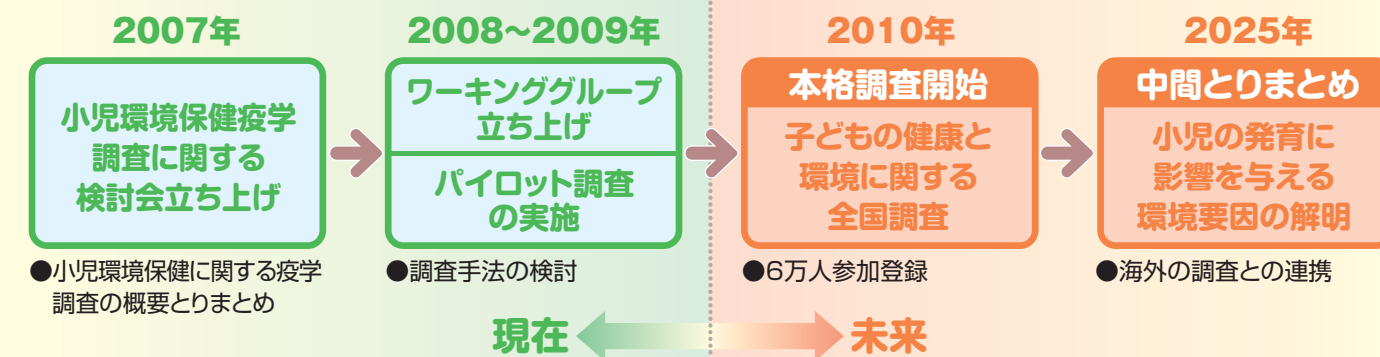 2007年
小児環境保健疫学
調査に関する
検討会立ち上げ
●小児環境保健に関する疫学
調査の概要とりまとめ
2008～2009年
ワーキンググループ
立ち上げ
パイロット調査
の実施
●調査手法の検討
2010年
本格調査開始
子どもの健康と
環境に関する
全国調査
●6万人参加登録
2025年
中間とりまとめ
小児の発育に
影響を与える
環境要因の解明
●海外の調査との連携
現在
未来